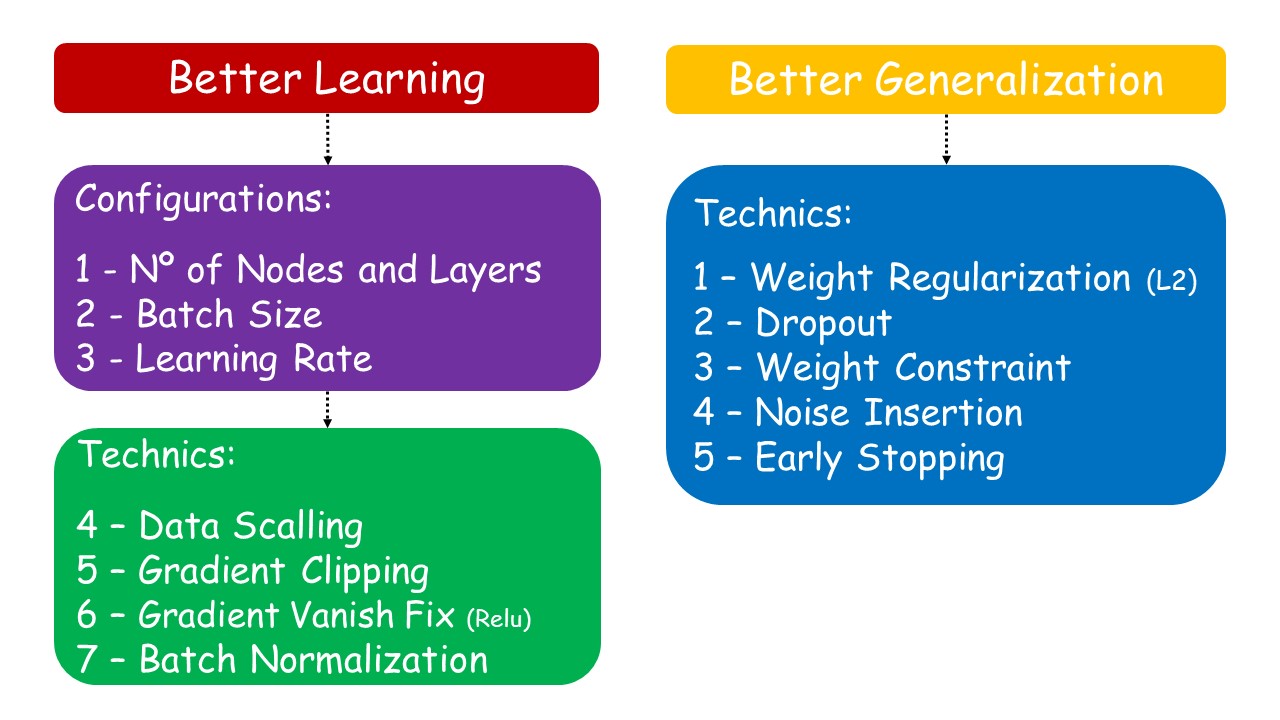 Better Learning
Configurations:
1 - Nº of Nodes and Layers
2 - Batch Size
3 - Learning Rate
Technics:
4 – Data Scalling
5 – Gradient Clipping
6 – Gradient Vanish Fix (Relu)
7 – Batch Normalization
Better Generalization
Technics:
1 – Weight Regularization (L2)
2 – Dropout
3 – Weight Constraint
4 – Noise Insertion
5 – Early Stopping